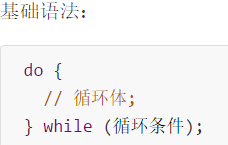 基础语法：
do {
  // 循环体;
} while (循环条件);